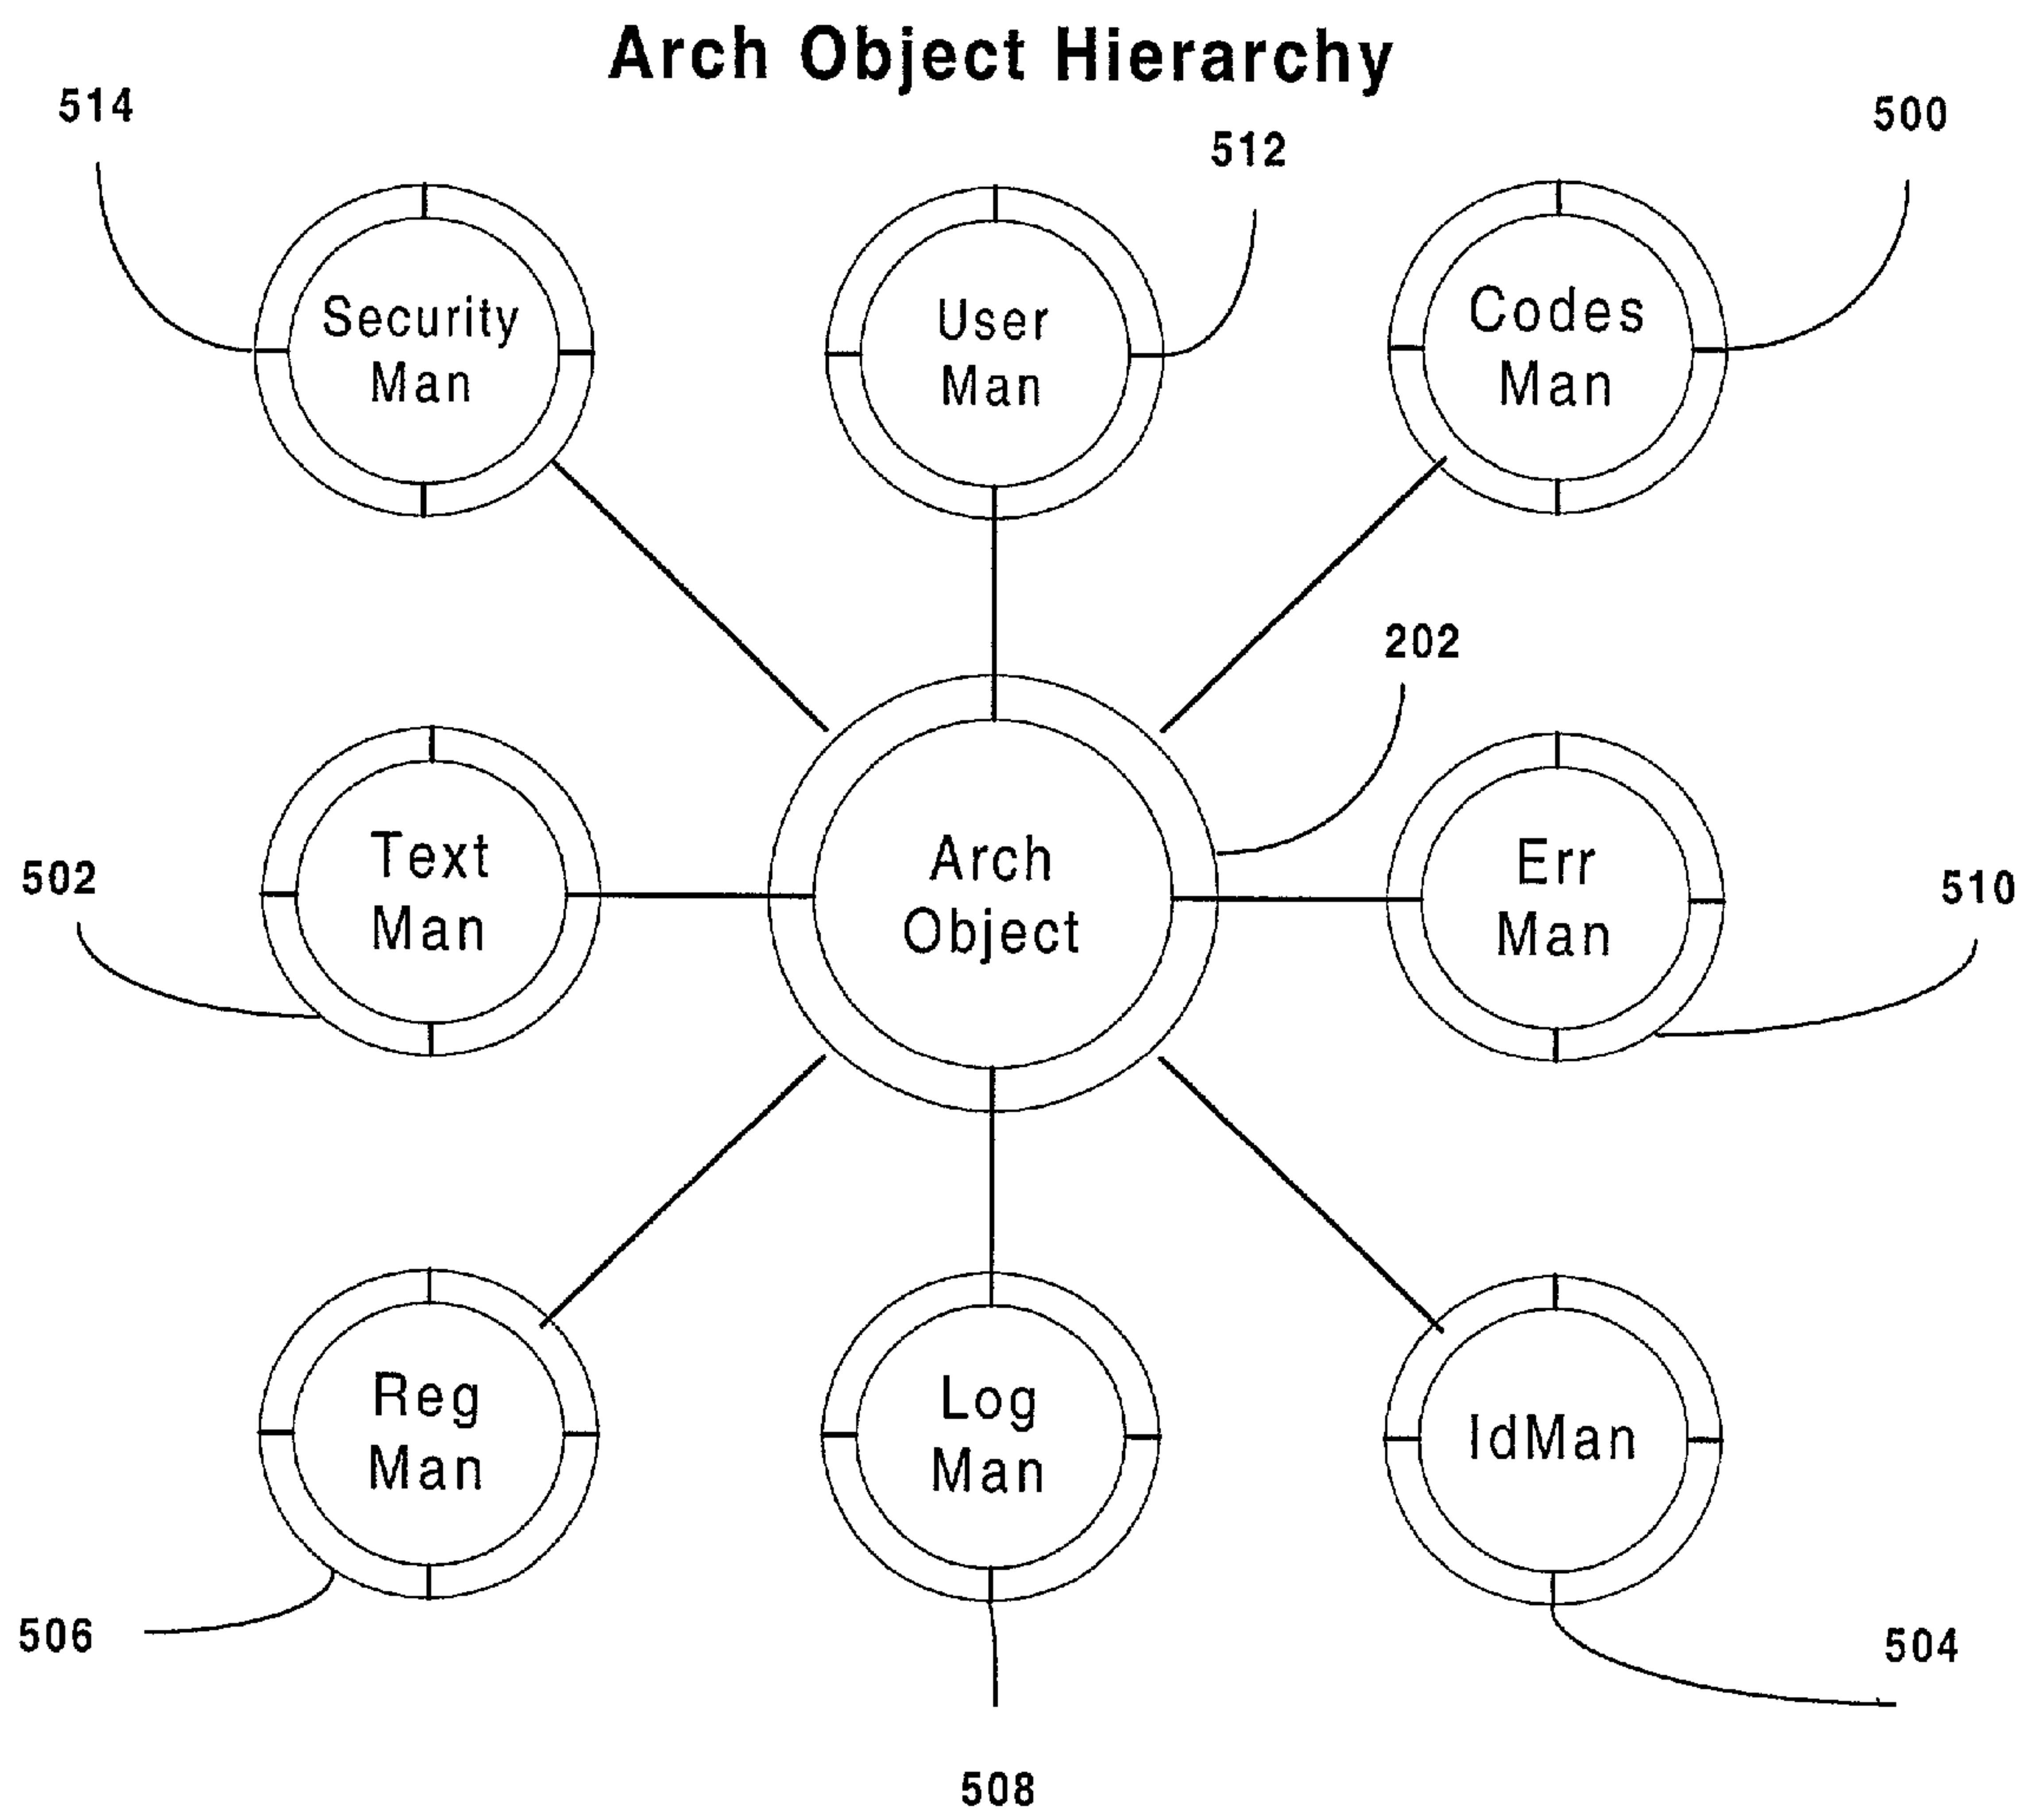 Arch Object Hierarchy
514
512
500
Security
Man
User
Man
Codes
Man
202
Text
Man
502
Arch
Object
Err
Man
510
Reg
Man
Log
Man
IdMan
506
504
508